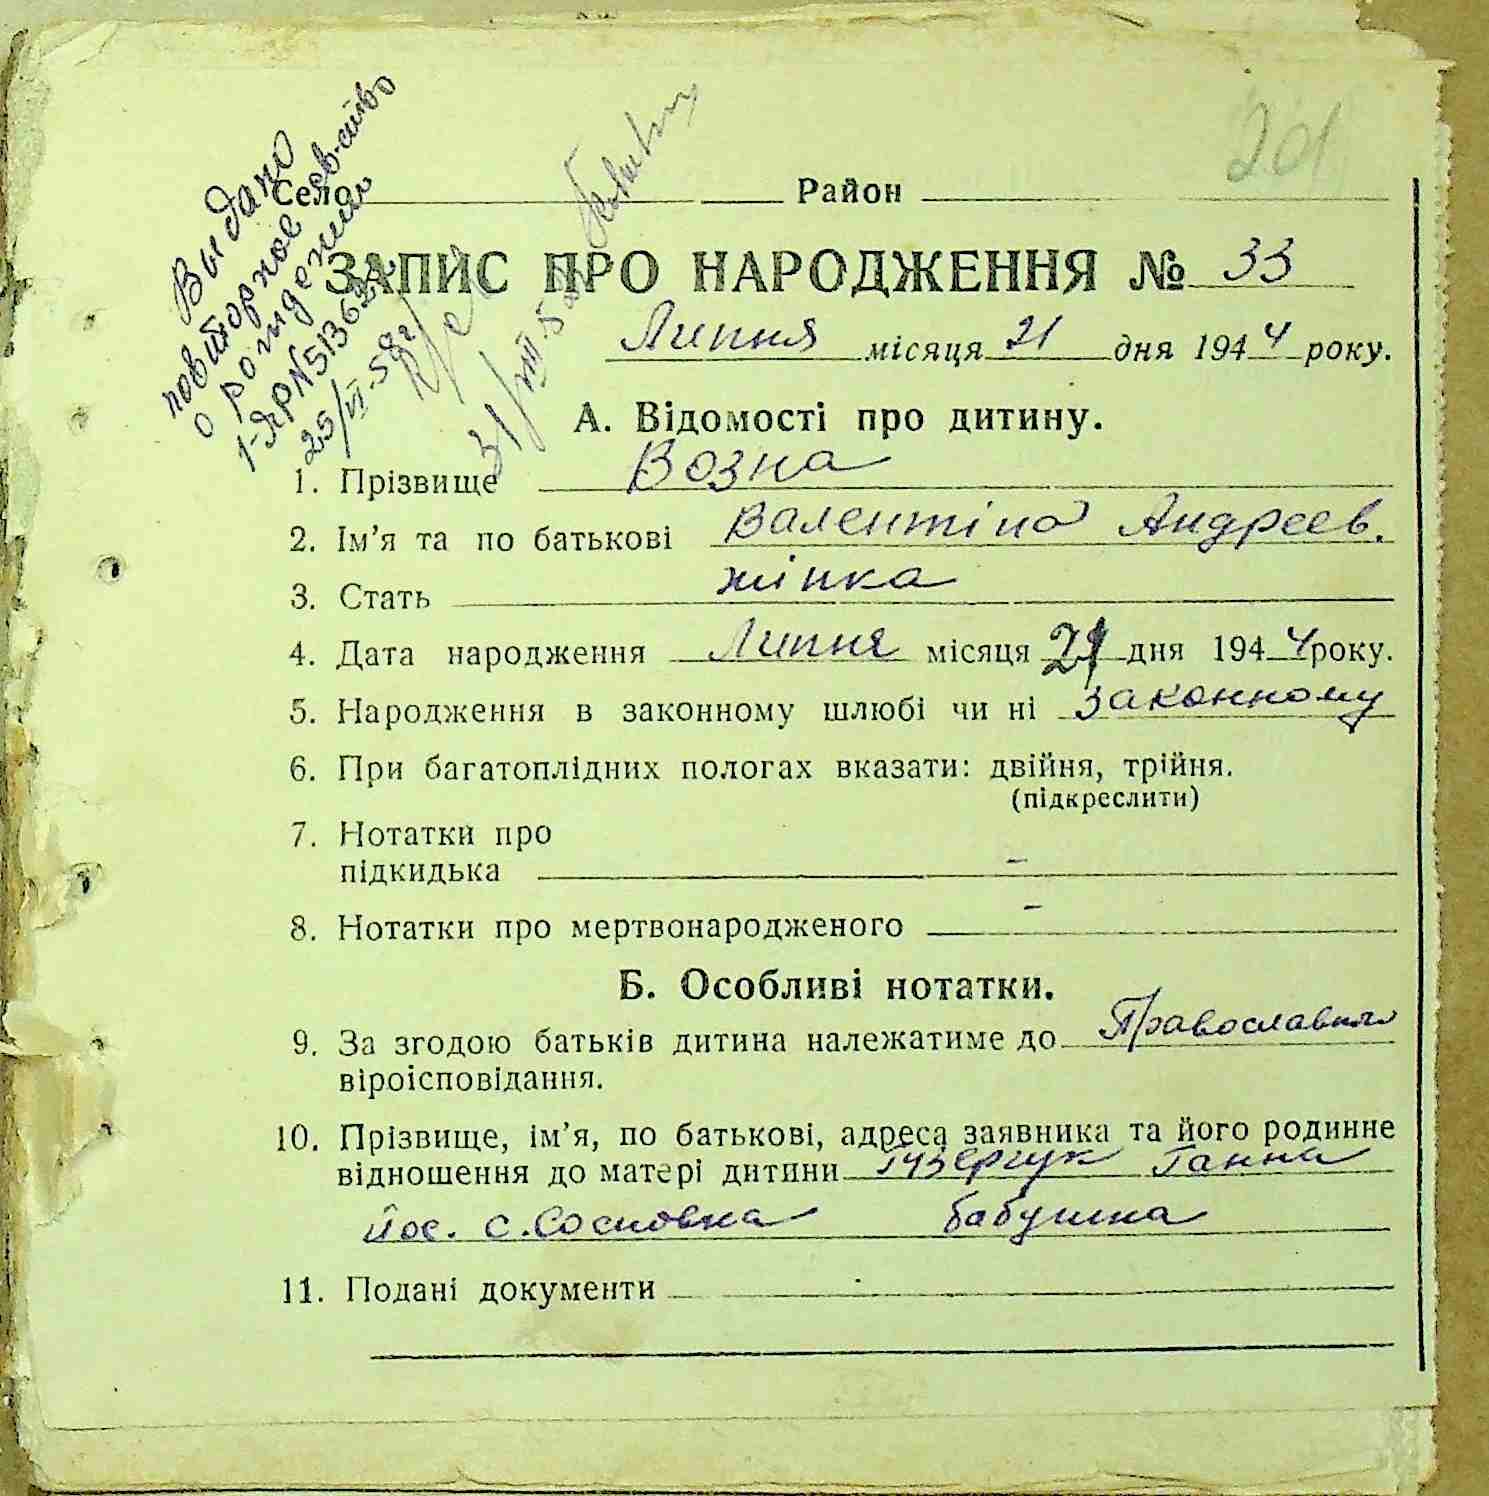 201
Выдано
повторное св-ство
о рождении
25/VI-58г
Село Район
ЗАПИС ПРО НАРОДЖЕННЯ № 33
Липня місяця 21 дня 1944 року.
А. Відомості про дитину.
1. Прізвище Возна
2. Ім'я та по батькові Валентіна Андреев.
3. Стать жінка
4. Дата народження Липня місяця дня 1944 року.
5. Народження в законному шлюбі чи ні законному
6. При багатоплідних пологах вказати: двійня, трійня.
(підкреслити)
7. Нотатки про
підкидька -
8. Нотатки про мертвонародженого -
Б. Особливі нотатки.
9. За згодою батьків дитина належатиме до Православния
віроісповідання.
10. Прізвище, ім'я, по батькові, адреса заявника та його родинне
відношення до матері дитини Ганна
Йос. с. Сосновка бабушка
11. Подані документи